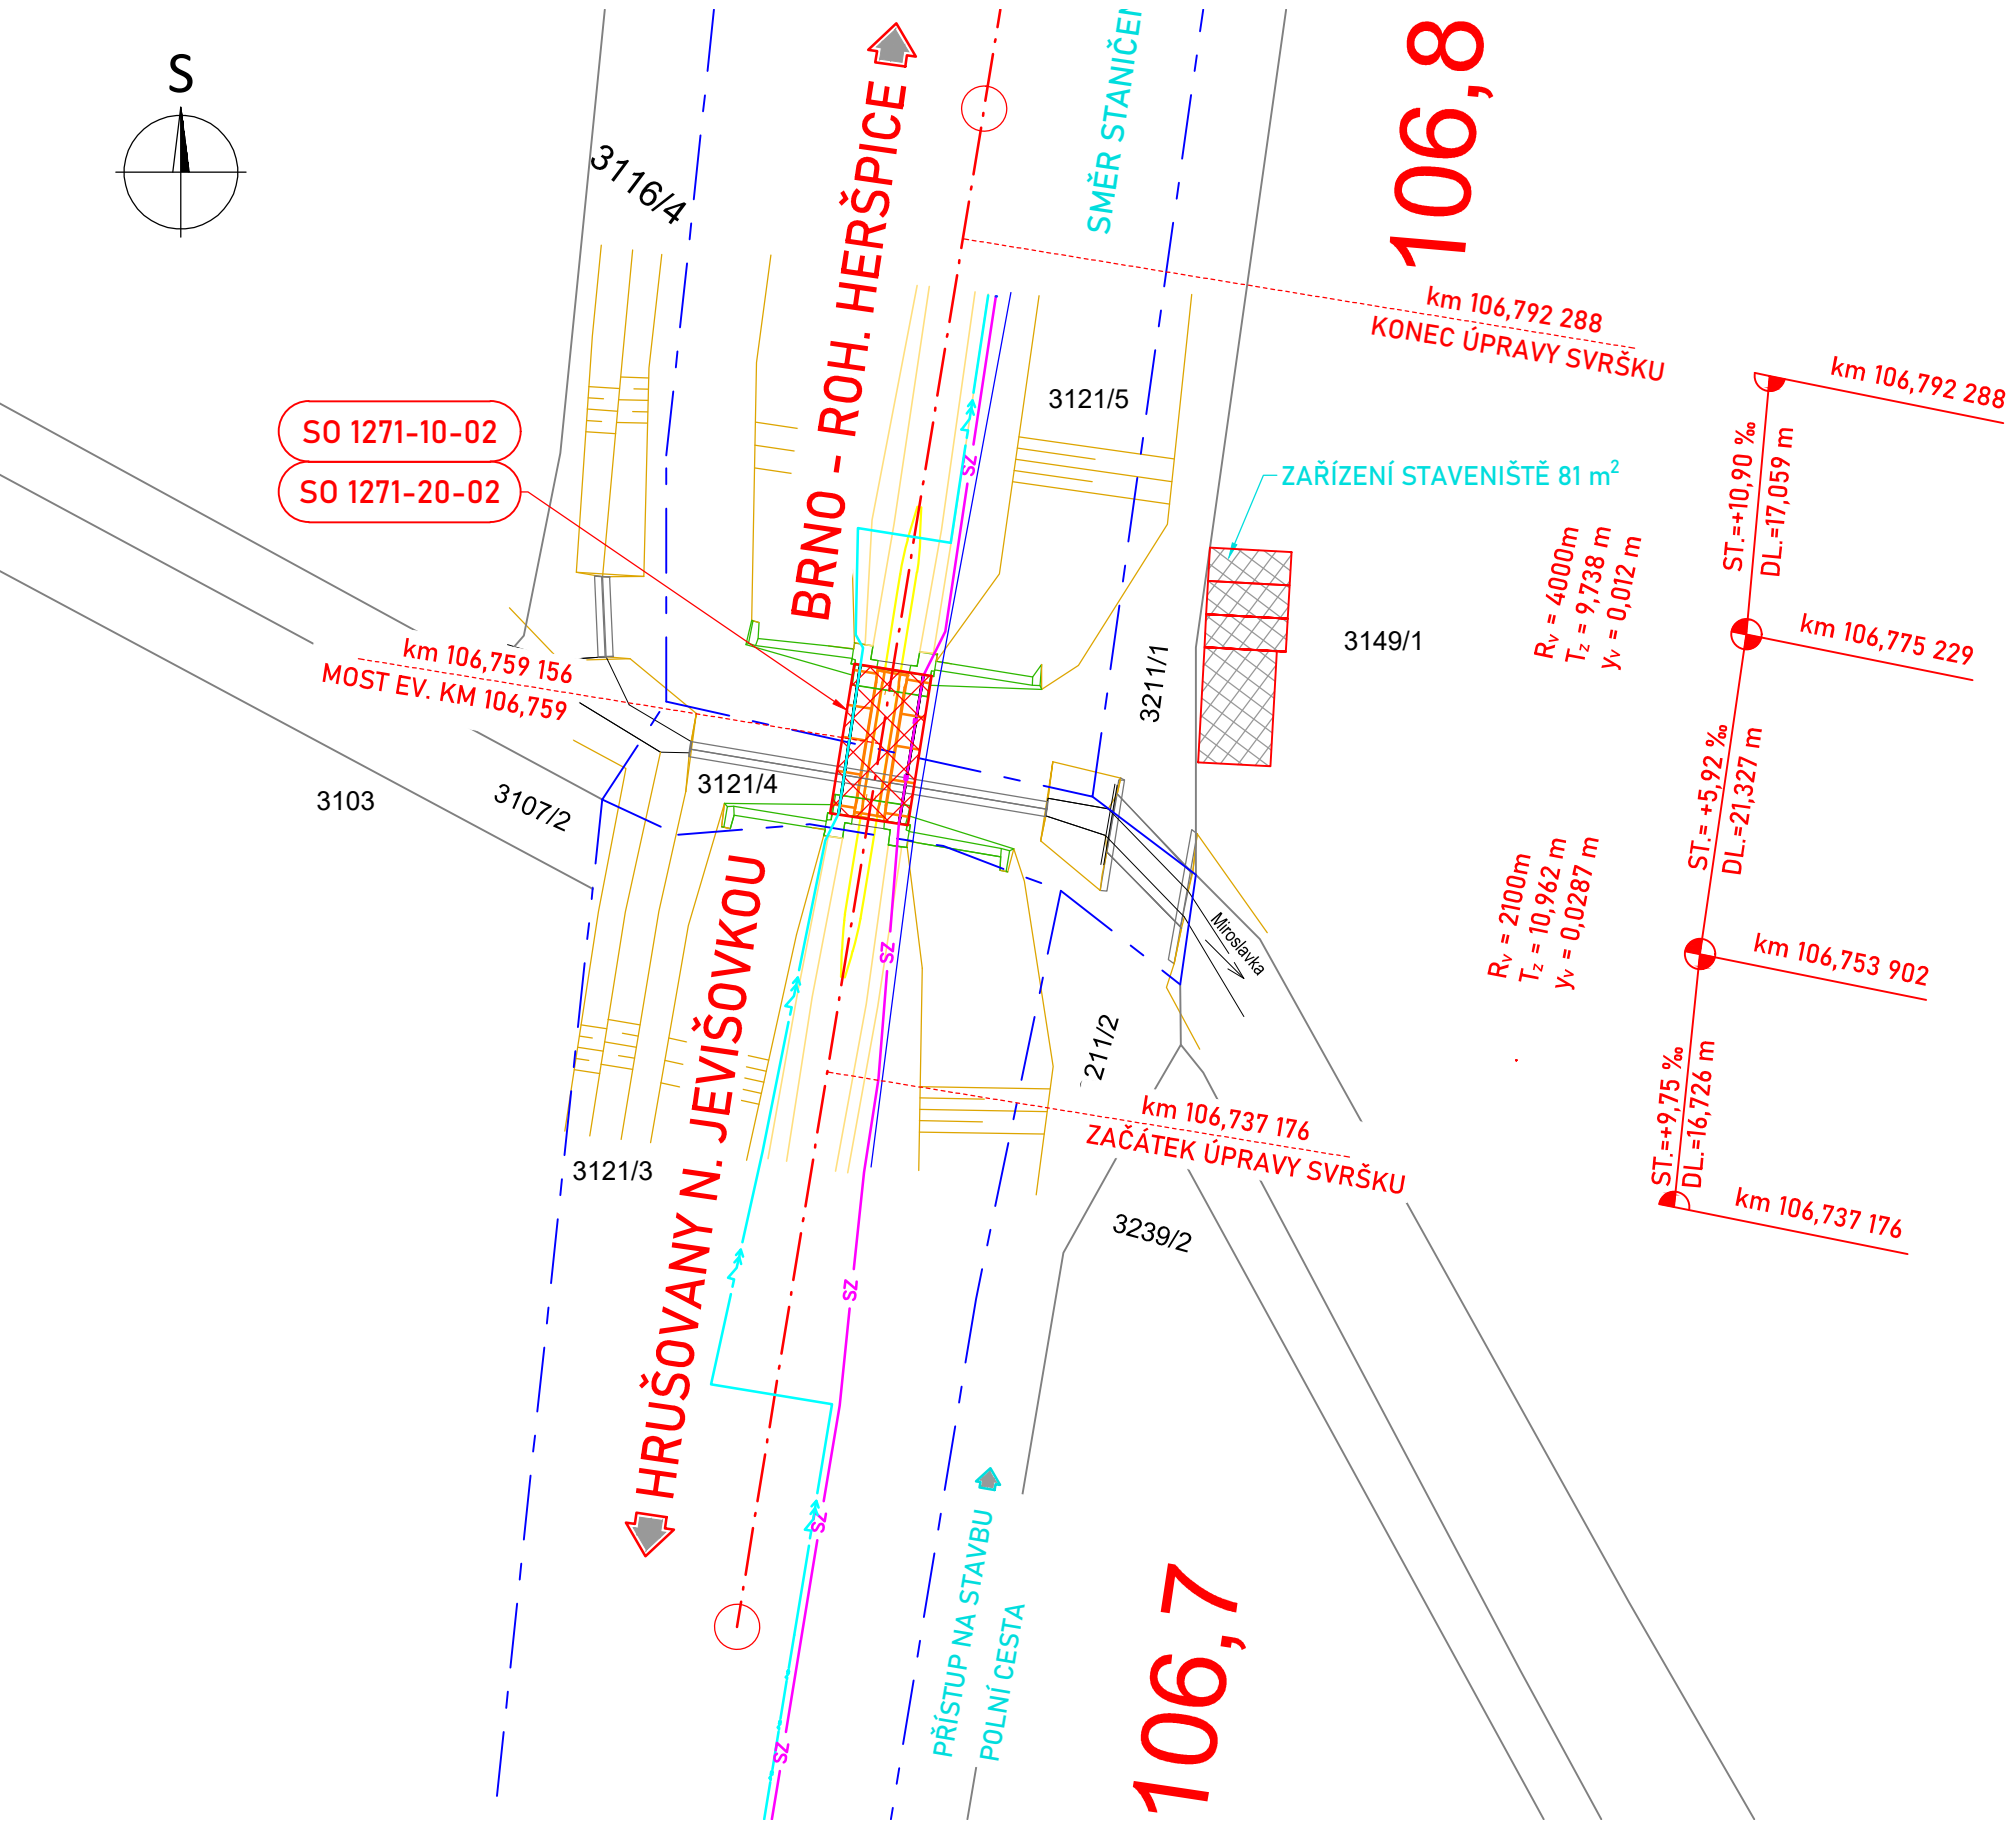 S
3116/4
BRNO - ROH. HERŠPICE
106,8
km 106,792 288
KONEC ÚPRAVY SVRŠKU
km 106,792 288
3121/5
SO 1271-10-02
SO 1271-20-02
SZ
ZAŘÍZENÍ STAVENIŠTĚ 81 m²
ST.=+10,90 ‰
DL.=17,059 m
Rv = 4000m
Tz = 9,738 m
yv = 0,012 m
km 106,775 229
3149/1
3211/1
km 106,759 156
MOST EV. KM 106,759
3121/4
3103
3107/2
ST.= +5,92 ‰
DL.=21,327 m
Rv = 2100m
Tz = 10,962 m
yv = 0,0287 m
Miroslavka
SZ
km 106,753 902
HRUŠOVANY N. JEVIŠOVKOU
211/2
ST.=+9,75 ‰
DL.=16,726 m
km 106,737 176
ZAČÁTEK ÚPRAVY SVRŠKU
3121/3
km 106,737 176
3239/2
SZ
SZ
PŘÍSTUP NA STAVBU
POLNÍ CESTA
106,7
SZ